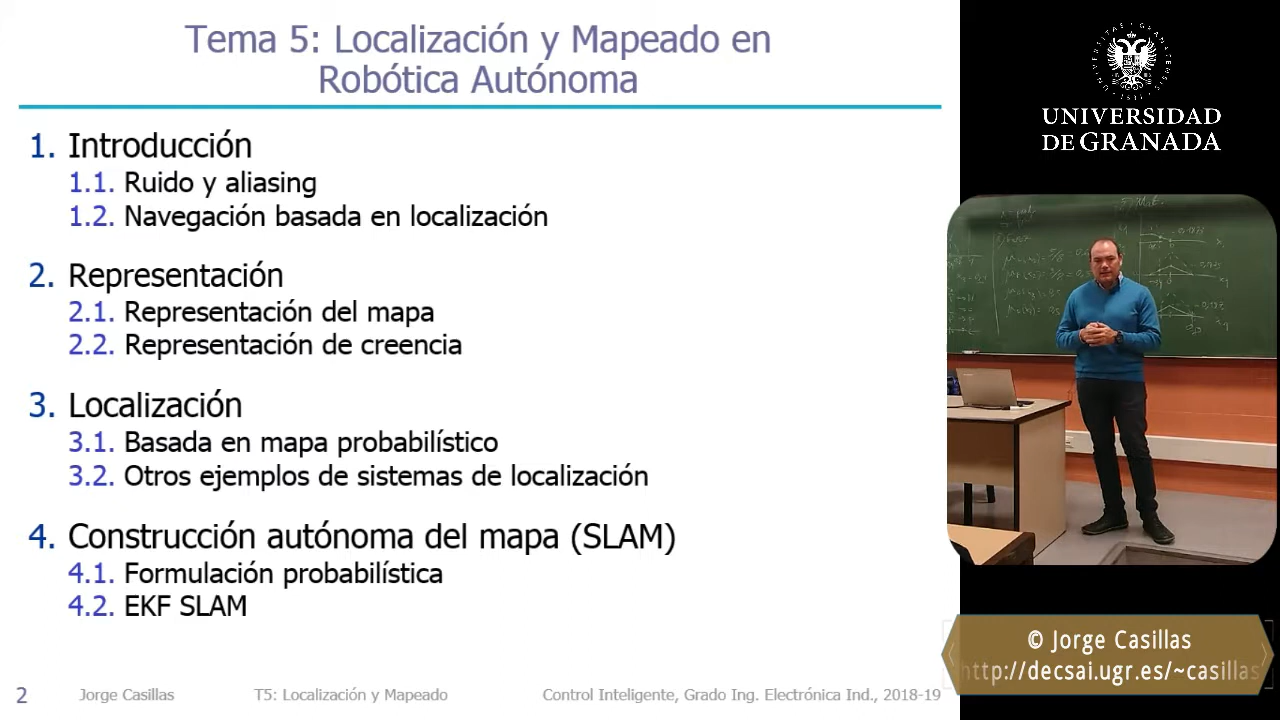 Tema 5: Localización y Mapeado en
Robótica Autónoma
1. Introducción
1.1. Ruido y aliasing
1.2. Navegación basada en localización
2. Representación
2.1. Representación del mapa
2.2. Representación de creencia
3. Localización
3.1. Basada en mapa probabilístico
3.2. Otros ejemplos de sistemas de localización
4. Construcción autónoma del mapa (SLAM)
4.1. Formulación probabilística
4.2. EKF SLAM
2 Jorge Casillas T5: Localización y Mapeado Control Inteligente, Grado Ing. Electrónica Ind., 2018-19
UNIVERSIDAD
DE GRANADA
© Jorge Casillas
http://decsai.ugr.es/~casillas